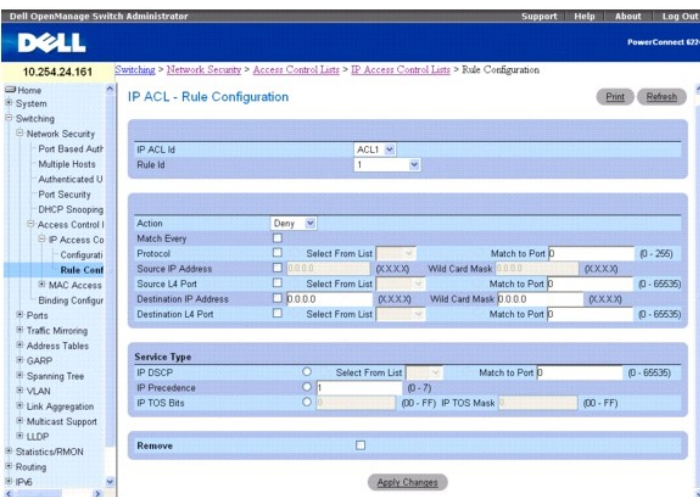 Dell OpenManage Switch Administrator Support Help About Log Out
DELL
PowerConnect 622
10.254.24.161
Switching > Network Security > Access Control Lists > IP Access Control Lists > Rule Configuration
Home
System
Switching
Network Security
Port Based Auth
Multiple Hosts
Authenticated U
Port Security
DHCP Snooping
Access Control l
IP Access Co
Configurati
Rule Conf
MAC Access
Binding Configur
Ports
Traffic Mirroring
Address Tables
GARP
Spanning Tree
VLAN
Link Aggregation
Multicast Support
LLDP
Statistics/RMON
Routing
IPv6
IP ACL - Rule Configuration
Print Refresh
IP ACL Id ACL1
Rule Id 1
Action Deny
Match Every
Protocol Select From List Match to Port 0 (0 - 255)
Source IP Address 0.0.0.0 (X.X.X.X) Wild Card Mask 0.0.0.0 (X.X.X.X)
Source L4 Port Select From List Match to Port 0 (0 - 65535)
Destination IP Address 0.0.0.0 (X.X.X.X) Wild Card Mask 0.0.0.0 (X.X.X.X)
Destination L4 Port Select From List Match to Port 0 (0 - 65535)
Service Type
IP DSCP Select From List Match to Port 0 (0 - 65535)
IP Precedence 1 (0 - 7)
IP TOS Bits 0 (00 - FF) IP TOS Mask 0 (00 - FF)
Remove
Apply Changes